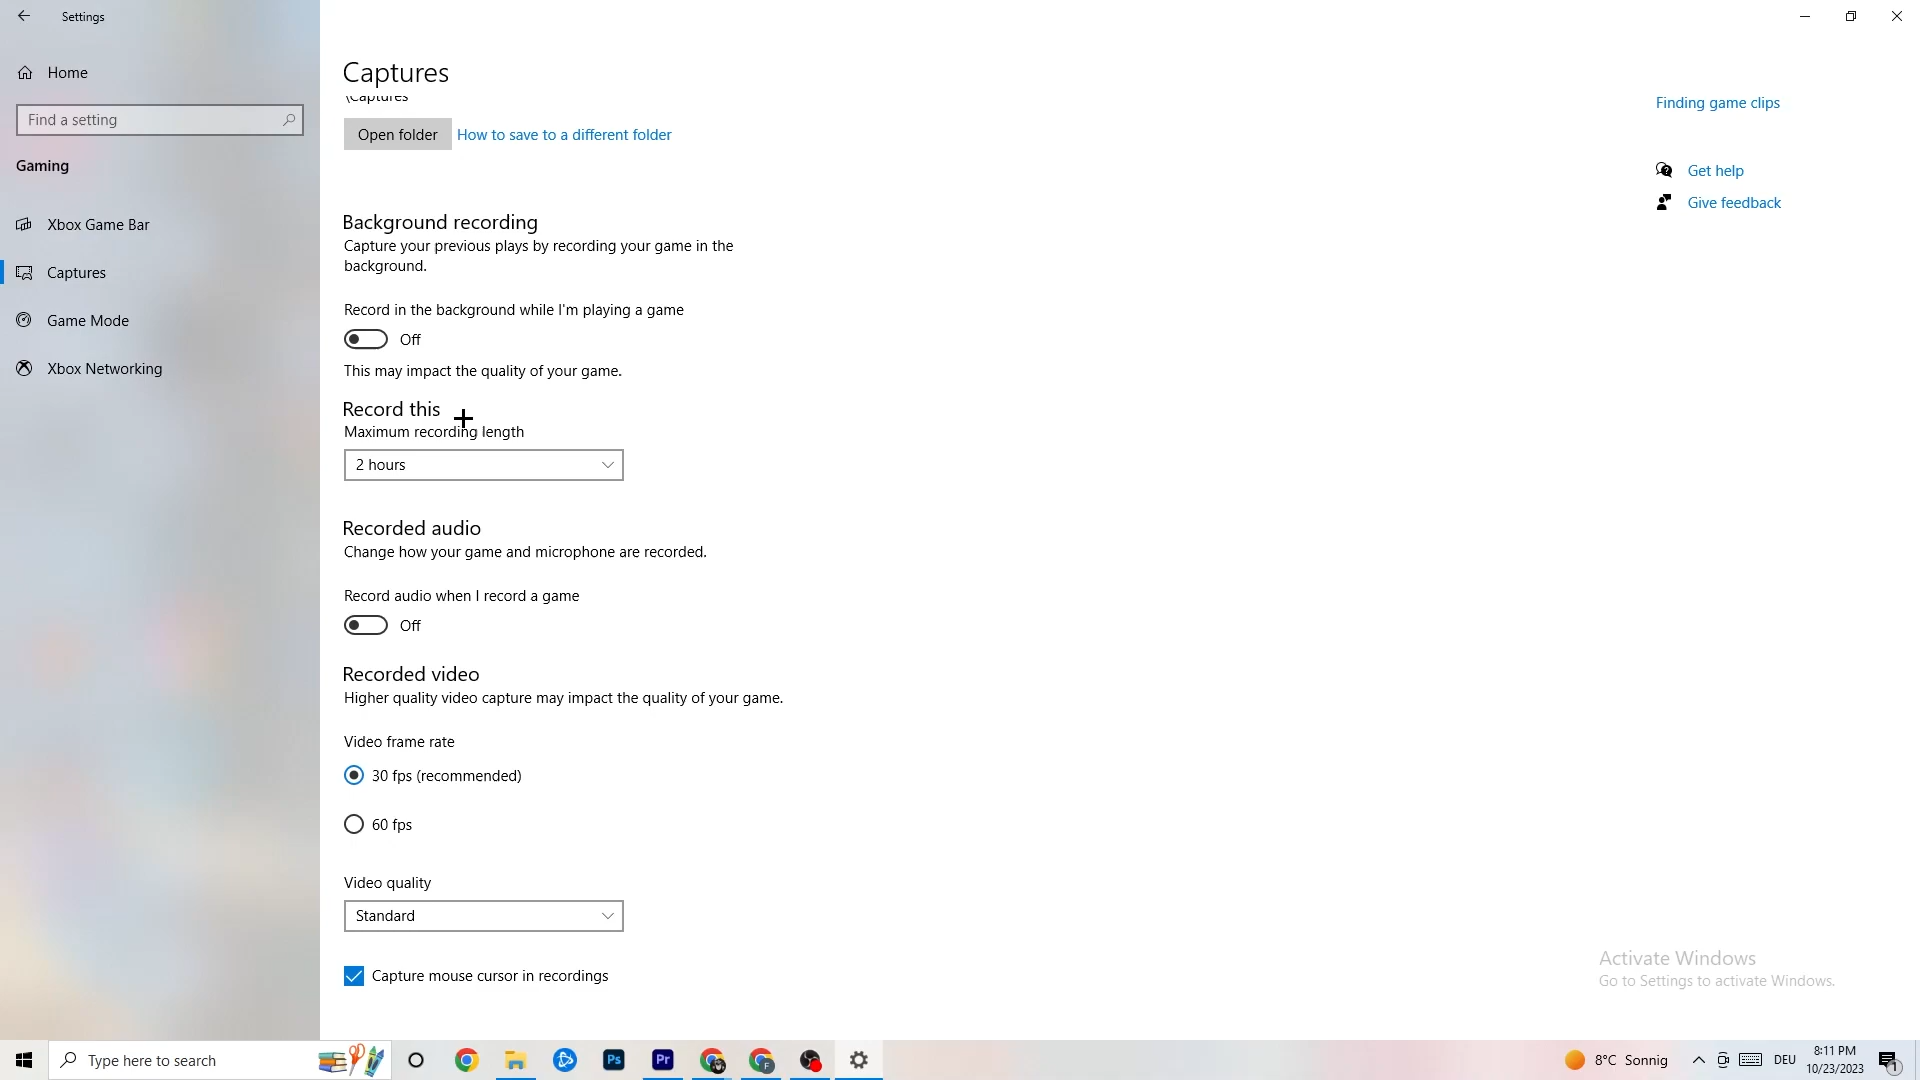 Settings
Home
Find a setting
Gaming
Xbox Game Bar
Captures
Game Mode
Xbox Networking
Captures
\Captures
Open folder How to save to a different folder
Background recording
Capture your previous plays by recording your game in the
background.
Record in the background while I'm playing a game
Off
This may impact the quality of your game.
Record this
Maximum recording length
2 hours
Recorded audio
Change how your game and microphone are recorded.
Record audio when I record a game
Off
Recorded video
Higher quality video capture may impact the quality of your game.
Video frame rate
30 fps (recommended)
60 fps
Video quality
Standard
Capture mouse cursor in recordings
Finding game clips
Get help
Give feedback
Activate Windows
Go to Settings to activate Windows.
Type here to search
Ps
Pr
F
8°C Sonnig
DEU
8:11 PM
10/23/2023
1